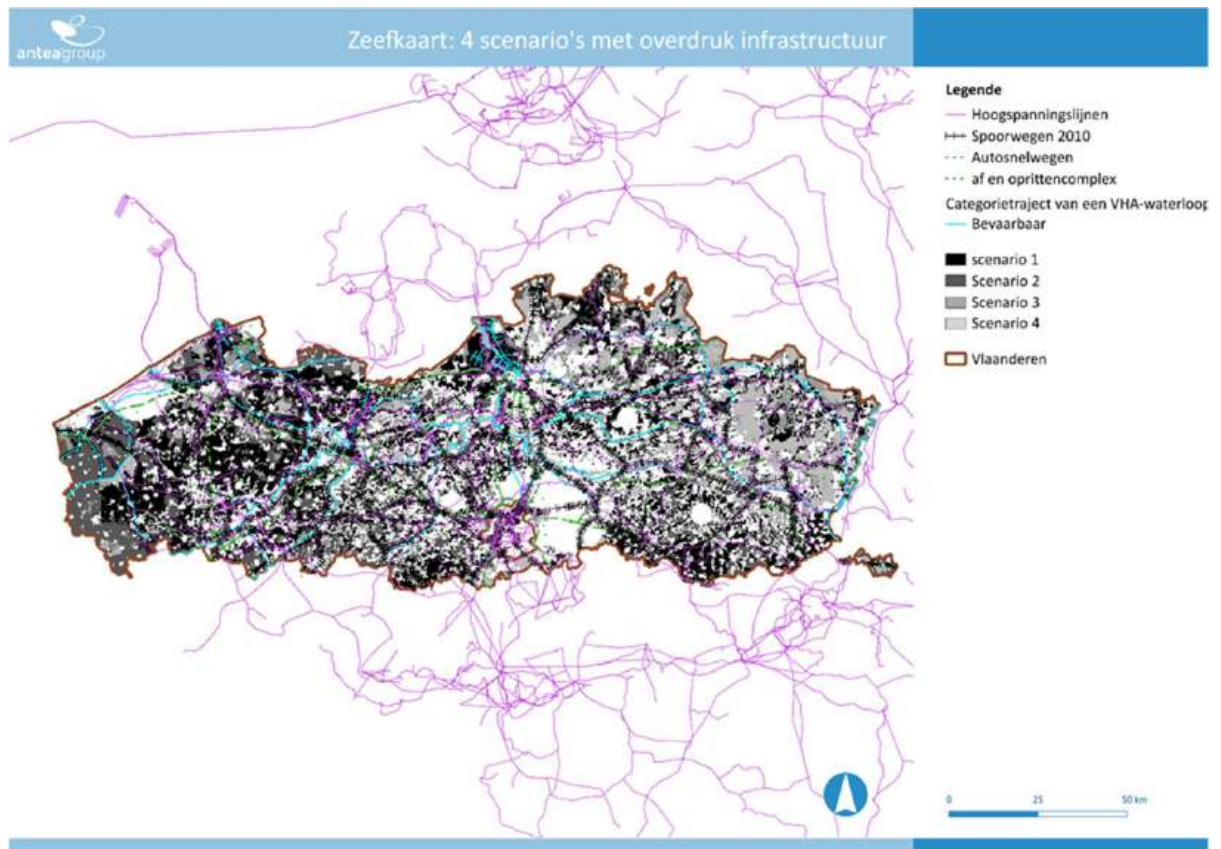 anteagroup
Zeefkaart: 4 scenario's met overdruk infrastructuur
Legende
Hoogspanningslijnen
Spoorwegen 2010
Autosnelwegen
af en oprittencomplex
Categorietraject van een VHA-waterloop
Bevaarbaar
scenario 1
Scenario 2
Scenario 3
Scenario 4
Vlaanderen
0 25 50 km